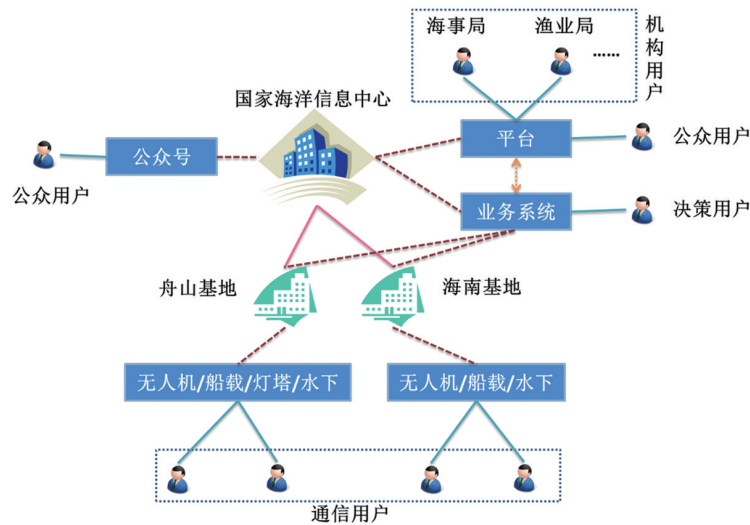 海事局
渔业局
......
机构用户
国家海洋信息中心
公众号
平台
公众用户
公众用户
业务系统
决策用户
舟山基地
海南基地
无人机/船载/灯塔/水下
无人机/船载/水下
通信用户